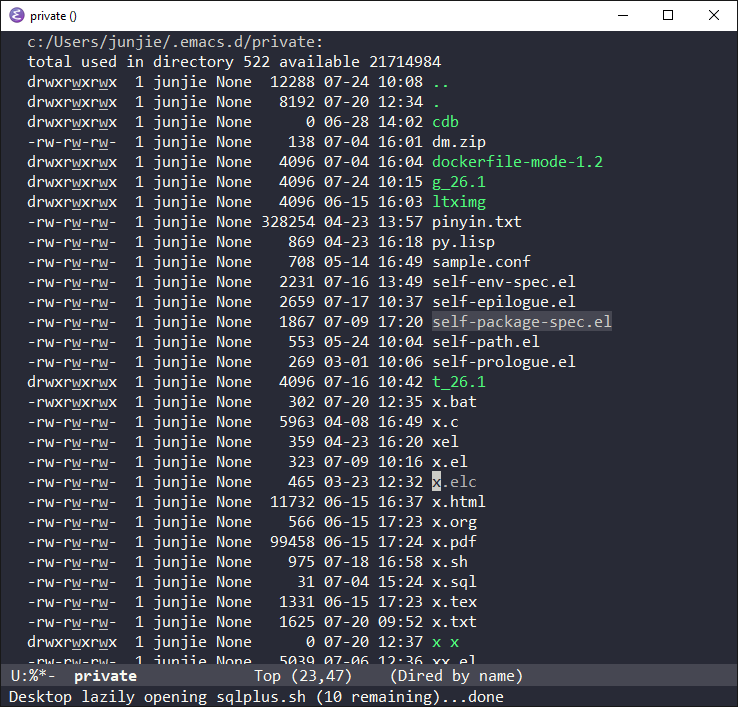 private ()
c:/Users/junjie/.emacs.d/private:
total used in directory 522 available 21714984
drwxrwxrwx 1 junjie None 12288 07-24 10:08 ..
drwxrwxrwx 1 junjie None 8192 07-20 12:34 .
drwxrwxrwx 1 junjie None 0 06-28 14:02 cdb
-rw-rw-rw- 1 junjie None 138 07-04 16:01 dm.zip
drwxrwxrwx 1 junjie None 4096 07-04 16:04 dockerfile-mode-1.2
drwxrwxrwx 1 junjie None 4096 07-24 10:15 g_26.1
drwxrwxrwx 1 junjie None 4096 06-15 16:03 ltximg
-rw-rw-rw- 1 junjie None 328254 04-23 13:57 pinyin.txt
-rw-rw-rw- 1 junjie None 869 04-23 16:18 py.lisp
-rw-rw-rw- 1 junjie None 708 05-14 16:49 sample.conf
-rw-rw-rw- 1 junjie None 2231 07-16 13:49 self-env-spec.el
-rw-rw-rw- 1 junjie None 2659 07-17 10:37 self-epilogue.el
-rw-rw-rw- 1 junjie None 1867 07-09 17:20 self-package-spec.el
-rw-rw-rw- 1 junjie None 553 05-24 10:04 self-path.el
-rw-rw-rw- 1 junjie None 269 03-01 10:06 self-prologue.el
drwxrwxrwx 1 junjie None 4096 07-16 10:42 t_26.1
-rwxrwxrwx 1 junjie None 302 07-20 12:35 x.bat
-rw-rw-rw- 1 junjie None 5963 04-08 16:49 x.c
-rw-rw-rw- 1 junjie None 359 04-23 16:20 xel
-rw-rw-rw- 1 junjie None 323 07-09 10:16 x.el
-rw-rw-rw- 1 junjie None 465 03-23 12:32 x.elc
-rw-rw-rw- 1 junjie None 11732 06-15 16:37 x.html
-rw-rw-rw- 1 junjie None 566 06-15 17:23 x.org
-rw-rw-rw- 1 junjie None 99458 06-15 17:24 x.pdf
-rw-rw-rw- 1 junjie None 975 07-18 16:58 x.sh
-rw-rw-rw- 1 junjie None 31 07-04 15:24 x.sql
-rw-rw-rw- 1 junjie None 1331 06-15 17:23 x.tex
-rw-rw-rw- 1 junjie None 1625 07-20 09:52 x.txt
drwxrwxrwx 1 junjie None 0 07-20 12:37 x x
-rw-rw-rw- 1 junjie None 5039 07-06 12:36 xx.el
U:%*- private Top (23,47) (Dired by name)
Desktop lazily opening sqlplus.sh (10 remaining)...done